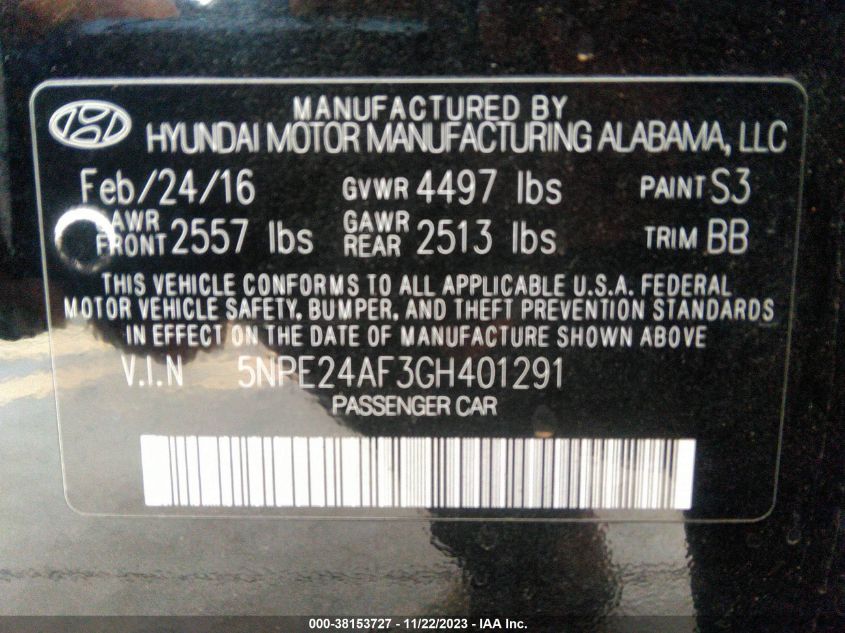 MANUFACTURED BY
HYUNDAI MOTOR MANUFACTURING ALABAMA, LLC
Feb/24/16 GVWR 4497 lbs PAINT S3
AWR FRONT 2557 lbs GAWR REAR 2513 lbs TRIM BB
THIS VEHICLE CONFORMS TO ALL APPLICABLE U.S.A. FEDERAL
MOTOR VEHICLE SAFETY, BUMPER, AND THEFT PREVENTION STANDARDS
IN EFFECT ON THE DATE OF MANUFACTURE SHOWN ABOVE
V.I.N 5NPE24AF3GH401291
PASSENGER CAR
000-38153727 - 11/22/2023 - IAA Inc.